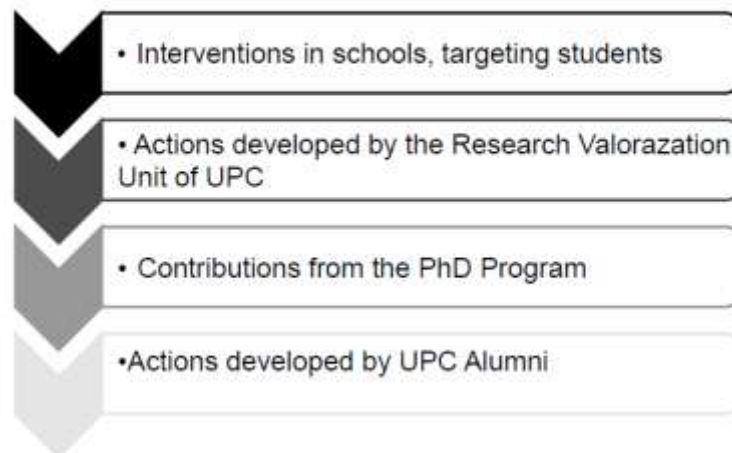 • Interventions in schools, targeting students
• Actions developed by the Research Valorazation
Unit of UPC
• Contributions from the PhD Program
•Actions developed by UPC Alumni